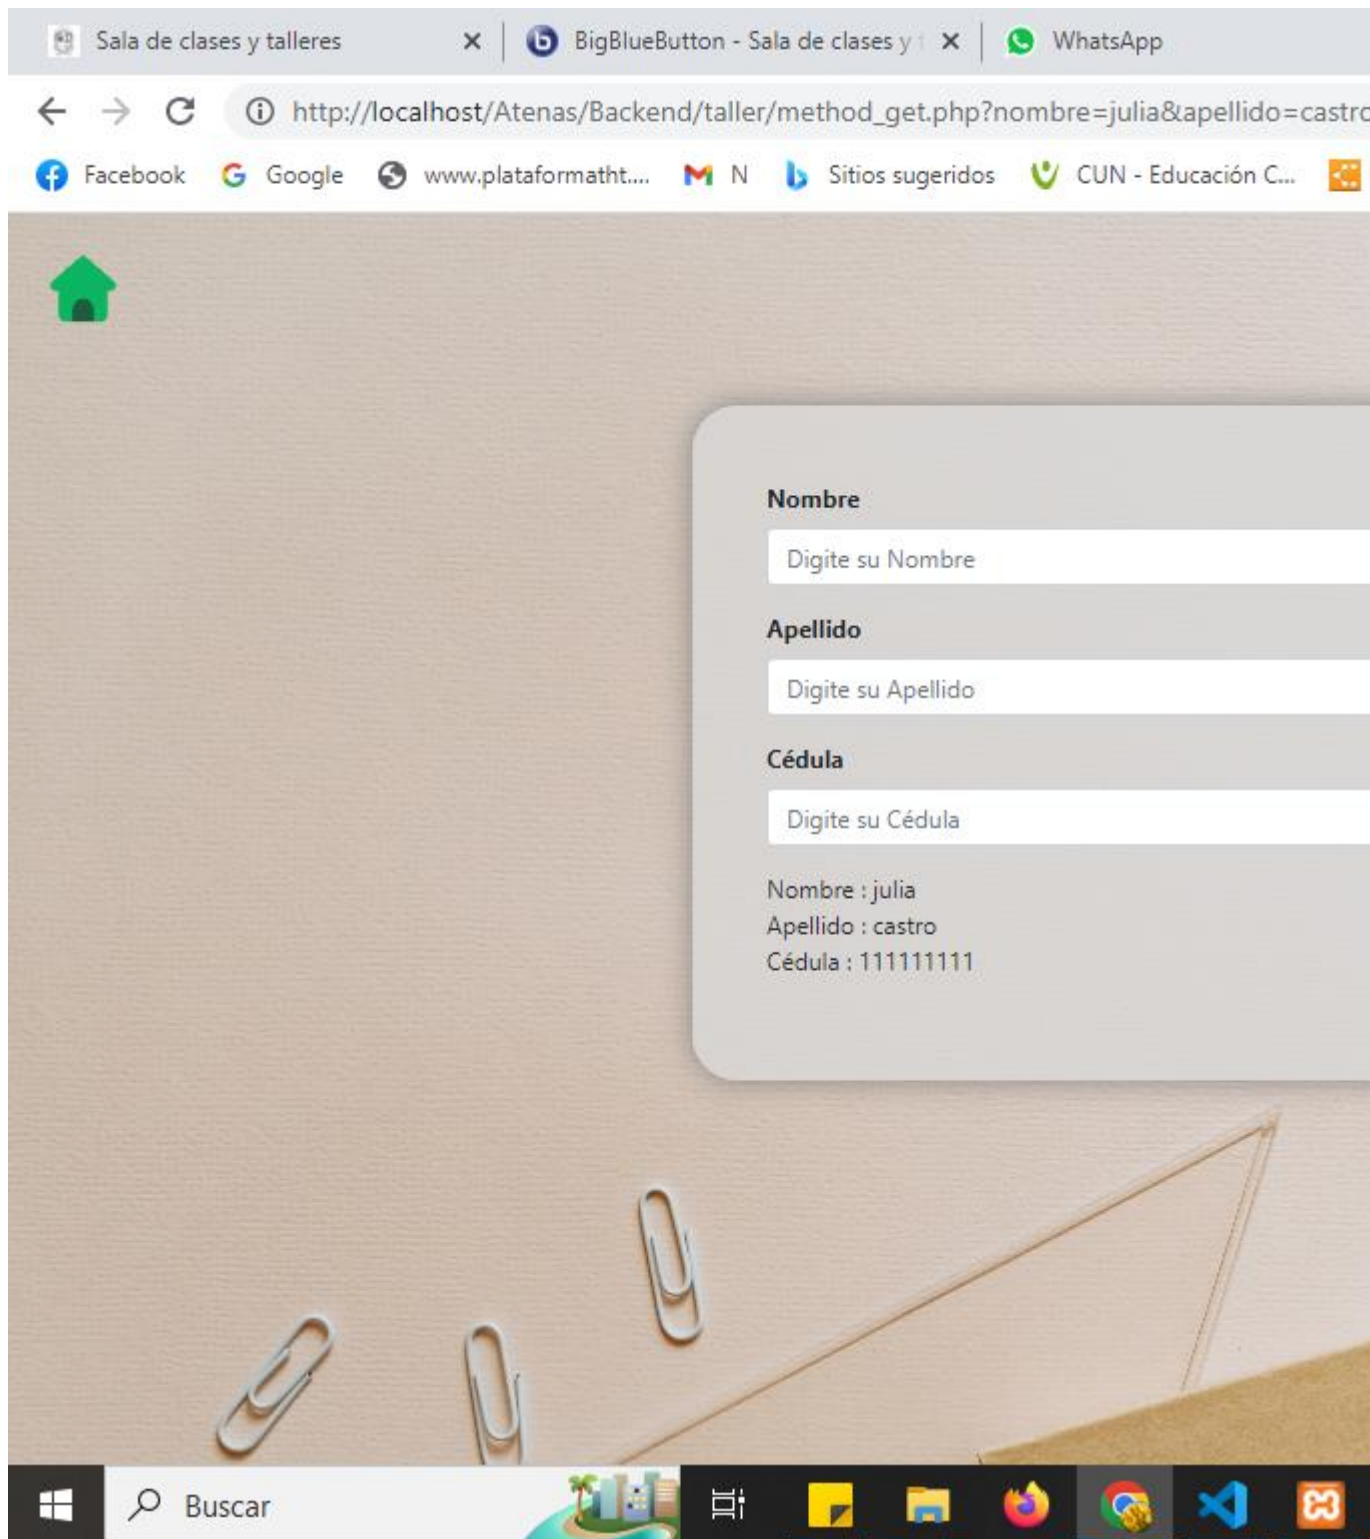 Sala de clases y talleres
BigBlueButton - Sala de clases y
WhatsApp
http://localhost/Atenas/Backend/taller/method_get.php?nombre=julia&apellido=castro
Facebook
Google
www.plataformatht....
N
Sitios sugeridos
CUN - Educación C...
Nombre
Digite su Nombre
Apellido
Digite su Apellido
Cédula
Digite su Cédula
Nombre : julia
Apellido : castro
Cédula : 111111111
Buscar